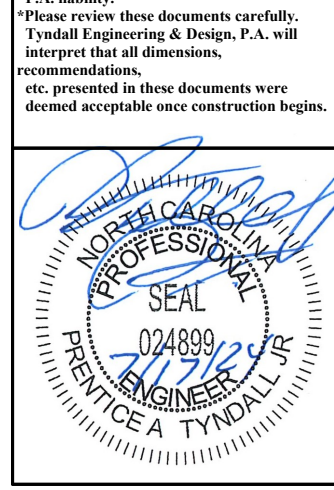 P.A. liability.
*Please review these documents carefully.
Tyndall Engineering & Design, P.A. will
interpret that all dimensions,
recommendations,
etc. presented in these documents were
deemed acceptable once construction begins.
NORTH CAROLINA
PROFESSIONAL
SEAL
024899
7/17/24
ENGINEER
PRENTICE A TYNDALL JR